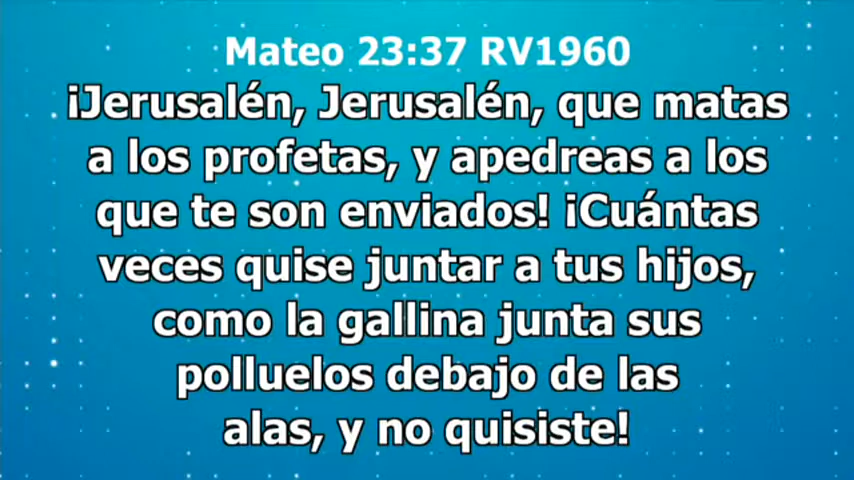 Mateo 23:37 RV1960
¡Jerusalén, Jerusalén, que matas
a los profetas, y apedreas a los
que te son enviados! ¡Cuántas
veces quise juntar a tus hijos,
como la gallina junta sus
polluelos debajo de las
alas, y no quisiste!